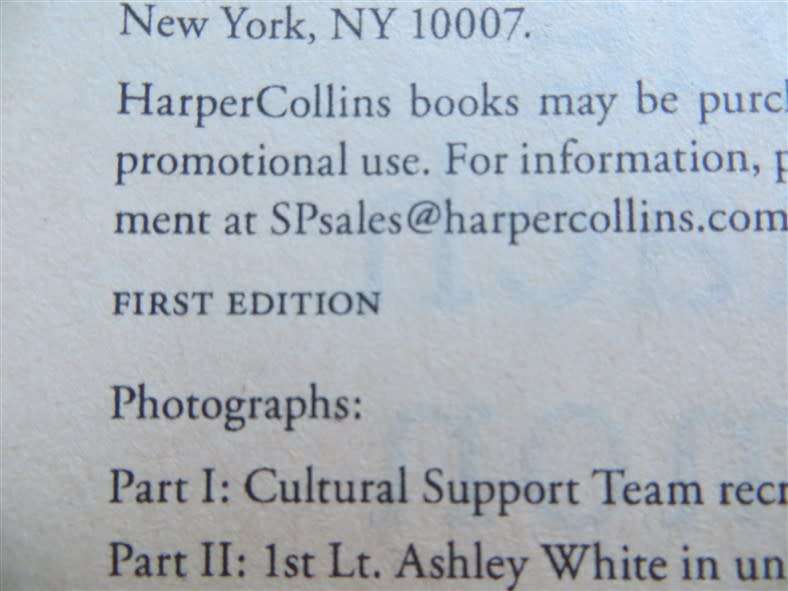 New York, NY 10007.
HarperCollins books may be
promotional use. For information,
ment at SPsales@harpercollins.com
FIRST EDITION
Photographs:
Part I: Cultural Support Team
Part II: 1st Lt. Ashley White in